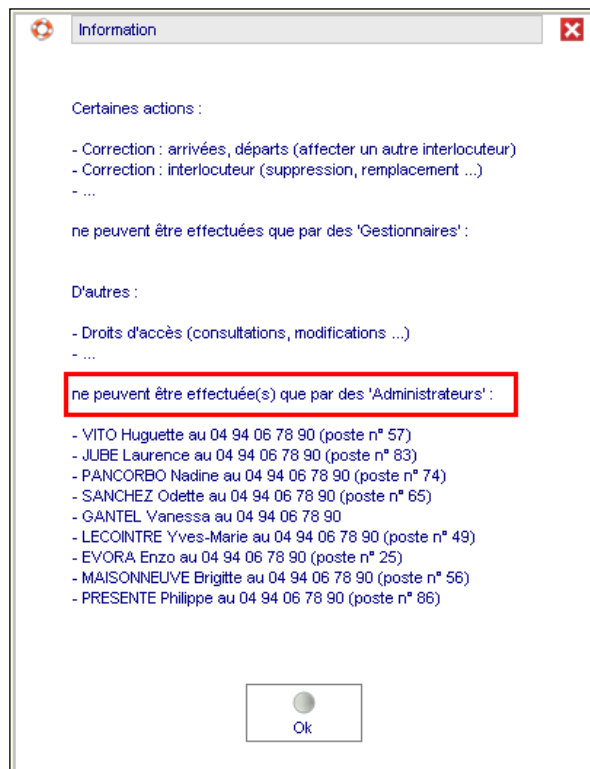 Information
Certaines actions :
- Correction : arrivées, départs (affecter un autre interlocuteur)
- Correction : interlocuteur (suppression, remplacement ...)
- ...
ne peuvent être effectuées que par des 'Gestionnaires' :
D'autres :
- Droits d'accès (consultations, modifications ...)
- ...
ne peuvent être effectuée(s) que par des 'Administrateurs' :
- VITO Huguette au 04 94 06 78 90 (poste n° 57)
- JUBE Laurence au 04 94 06 78 90 (poste n° 83)
- PANCORBO Nadine au 04 94 06 78 90 (poste n° 74)
- SANCHEZ Odette au 04 94 06 78 90 (poste n° 65)
- GANTEL Vanessa au 04 94 06 78 90
- LECOINTRE Yves-Marie au 04 94 06 78 90 (poste n° 49)
- EVORA Enzo au 04 94 06 78 90 (poste n° 25)
- MAISONNEUVE Brigitte au 04 94 06 78 90 (poste n° 56)
- PRESENTE Philippe au 04 94 06 78 90 (poste n° 86)
Ok